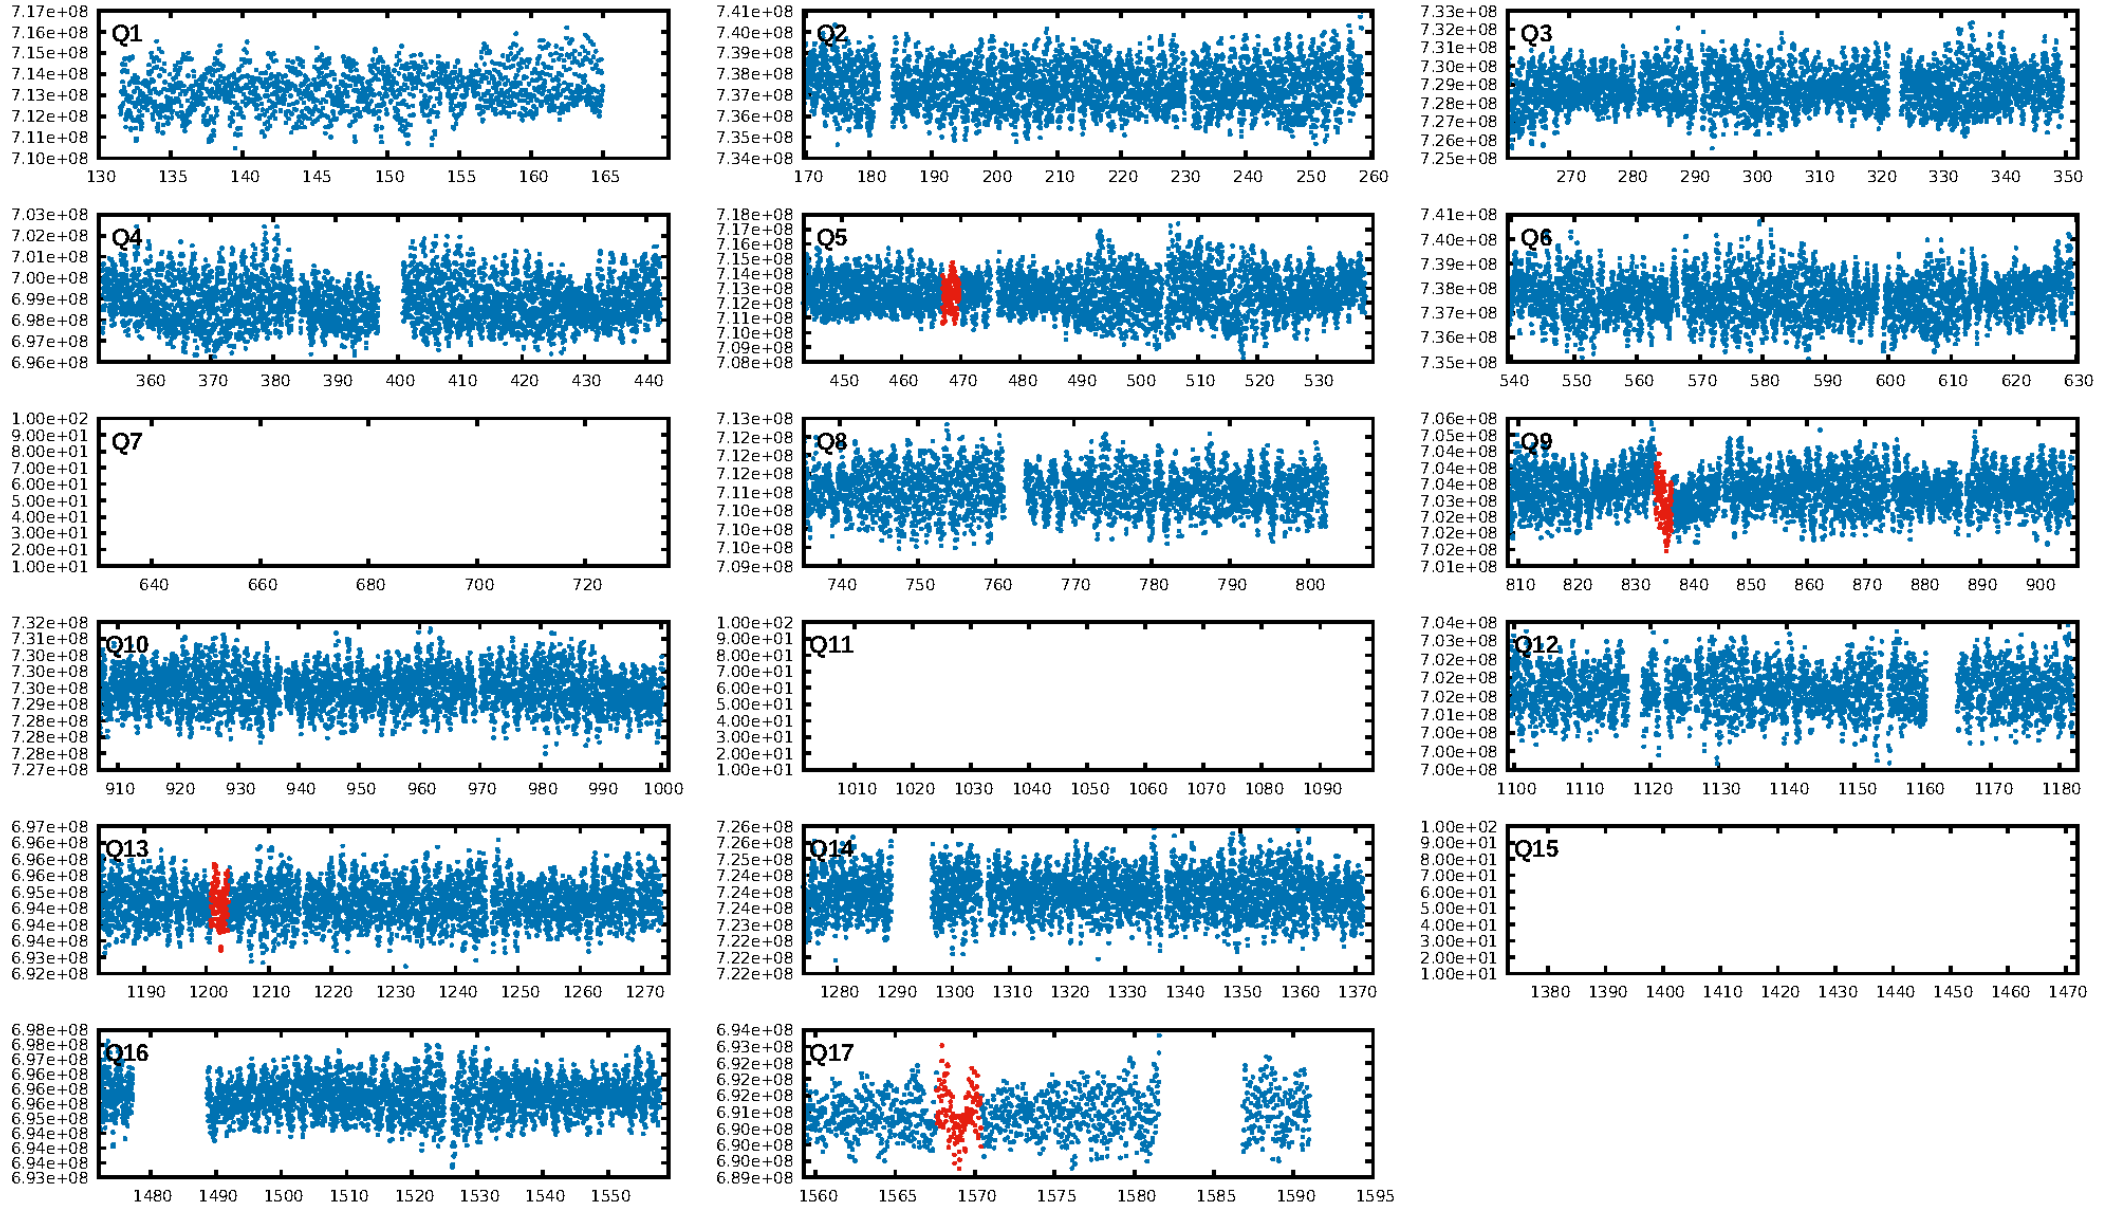 7.17e+08
7.16e+08
7.15e+08
7.14e+08
7.13e+08
7.12e+08
7.11e+08
7.10e+08
Q1
130 135 140 145 150 155 160 165
7.41e+08
7.40e+08
7.39e+08
7.38e+08
7.37e+08
7.36e+08
7.35e+08
7.34e+08
Q2
170 180 190 200 210 220 230 240 250 260
7.33e+08
7.32e+08
7.31e+08
7.30e+08
7.29e+08
7.28e+08
7.27e+08
7.26e+08
7.25e+08
Q3
270 280 290 300 310 320 330 340 350
7.03e+08
7.02e+08
7.01e+08
7.00e+08
6.99e+08
6.98e+08
6.97e+08
6.96e+08
Q4
360 370 380 390 400 410 420 430 440
7.18e+08
7.17e+08
7.16e+08
7.15e+08
7.14e+08
7.13e+08
7.12e+08
7.11e+08
7.10e+08
7.09e+08
7.08e+08
Q5
450 460 470 480 490 500 510 520 530
7.41e+08
7.40e+08
7.39e+08
7.38e+08
7.37e+08
7.36e+08
7.35e+08
Q6
540 550 560 570 580 590 600 610 620 630
1.00e+02
9.00e+01
8.00e+01
7.00e+01
6.00e+01
5.00e+01
4.00e+01
3.00e+01
2.00e+01
1.00e+01
Q7
640 660 680 700 720
7.13e+08
7.12e+08
7.12e+08
7.11e+08
7.10e+08
7.10e+08
7.09e+08
Q8
740 750 760 770 780 790 800
7.06e+08
7.05e+08
7.04e+08
7.04e+08
7.04e+08
7.03e+08
7.02e+08
7.02e+08
7.02e+08
7.01e+08
Q9
810 820 830 840 850 860 870 880 890 900
7.32e+08
7.31e+08
7.30e+08
7.30e+08
7.30e+08
7.29e+08
7.28e+08
7.28e+08
7.28e+08
7.27e+08
Q10
910 920 930 940 950 960 970 980 990 1000
1.00e+02
9.00e+01
8.00e+01
7.00e+01
6.00e+01
5.00e+01
4.00e+01
3.00e+01
2.00e+01
1.00e+01
Q11
1010 1020 1030 1040 1050 1060 1070 1080 1090
7.04e+08
7.03e+08
7.02e+08
7.02e+08
7.02e+08
7.01e+08
7.00e+08
7.00e+08
7.00e+08
Q12
1100 1110 1120 1130 1140 1150 1160 1170 1180
6.97e+08
6.96e+08
6.96e+08
6.96e+08
6.95e+08
6.94e+08
6.94e+08
6.94e+08
6.93e+08
6.92e+08
Q13
1190 1200 1210 1220 1230 1240 1250 1260 1270
7.26e+08
7.26e+08
7.25e+08
7.24e+08
7.24e+08
7.24e+08
7.23e+08
7.22e+08
7.22e+08
7.22e+08
Q14
1280 1290 1300 1310 1320 1330 1340 1350 1360 1370
1.00e+02
9.00e+01
8.00e+01
7.00e+01
6.00e+01
5.00e+01
4.00e+01
3.00e+01
2.00e+01
1.00e+01
Q15
1380 1390 1400 1410 1420 1430 1440 1450 1460 1470
6.98e+08
6.98e+08
6.97e+08
6.96e+08
6.96e+08
6.96e+08
6.95e+08
6.94e+08
6.94e+08
6.94e+08
6.93e+08
Q16
1480 1490 1500 1510 1520 1530 1540 1550
6.94e+08
6.93e+08
6.92e+08
6.92e+08
6.92e+08
6.91e+08
6.90e+08
6.90e+08
6.90e+08
6.89e+08
Q17
1560 1565 1570 1575 1580 1585 1590 1595